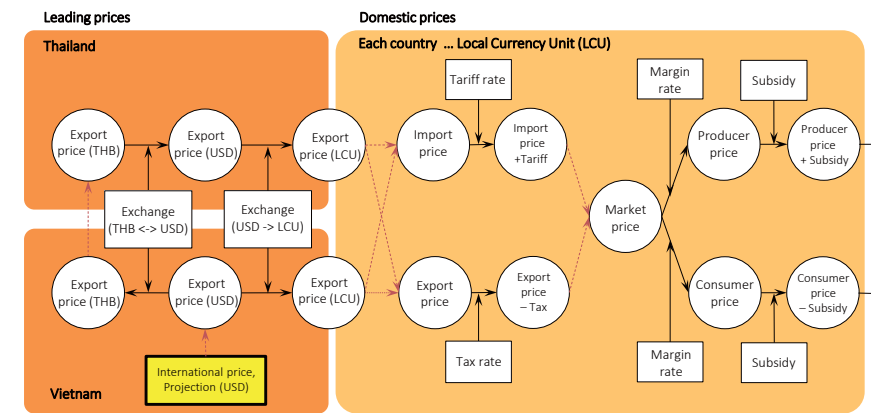 Leading prices
Domestic prices
Thailand
Each country ... Local Currency Unit (LCU)
Tariff rate
Margin
rate
Subsidy
Export
price (THB)
Export
price (USD)
Export
price (LCU)
Import
price
Import
price
+Tariff
Producer
price
Producer
price
+ Subsidy
Exchange
(THB <-> USD)
Exchange
(USD -> LCU)
Market
price
Export
price (THB)
Export
price (USD)
Export
price (LCU)
Export
price
Export
price
– Tax
Consumer
price
Consumer
price
– Subsidy
International price,
Projection (USD)
Tax rate
Margin
rate
Subsidy
Vietnam